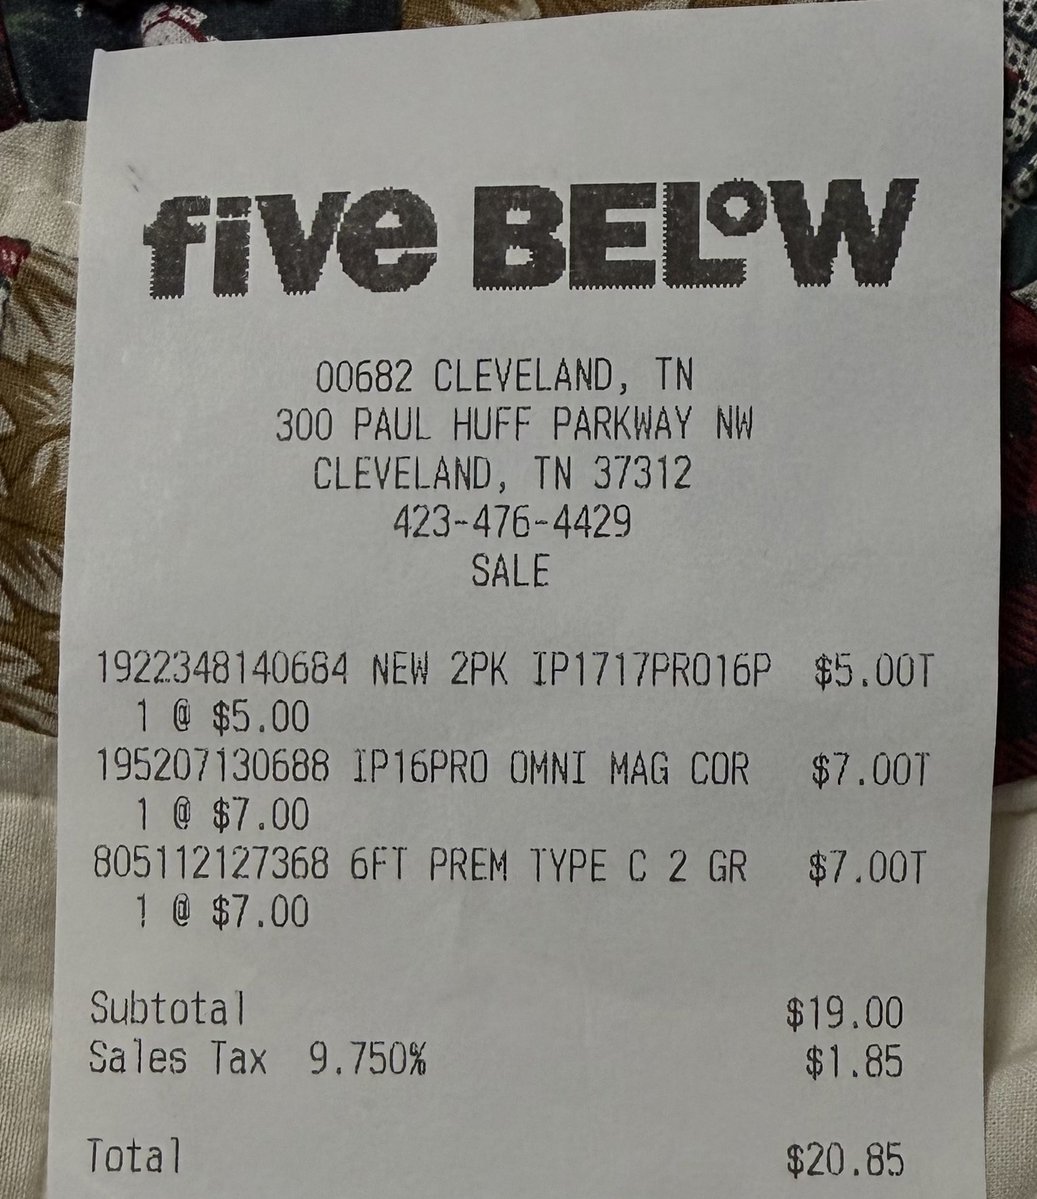 five BELOW
00682 CLEVELAND, TN
300 PAUL HUFF PARKWAY NW
CLEVELAND, TN 37312
423-476-4429
SALE
1922348140684 NEW 2PK IP1717PRO16P $5.00T
1 @ $5.00
195207130688 IP16PRO OMNI MAG COR $7.00T
1 @ $7.00
805112127368 6FT PREM TYPE C 2 GR $7.00T
1 @ $7.00
Subtotal $19.00
Sales Tax 9.750% $1.85
Total $20.85